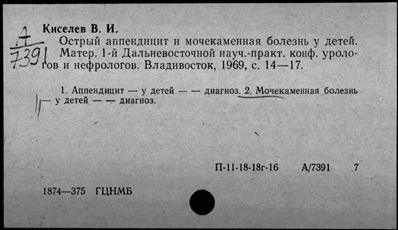 А
7391
Киселев В. И.
Острый аппендицит и мочекаменная болезнь у детей.
Матер. 1-й Дальневосточной науч.-практ. конф. уроло-
гов и нефрологов. Владивосток, 1969, с. 14—17.
1. Аппендицит — у детей — — диагноз. 2. Мочекаменная болезнь
— у детей — — диагноз.
П-11-18-18г-16 А/7391 7
1874—375 ГЦНМБ